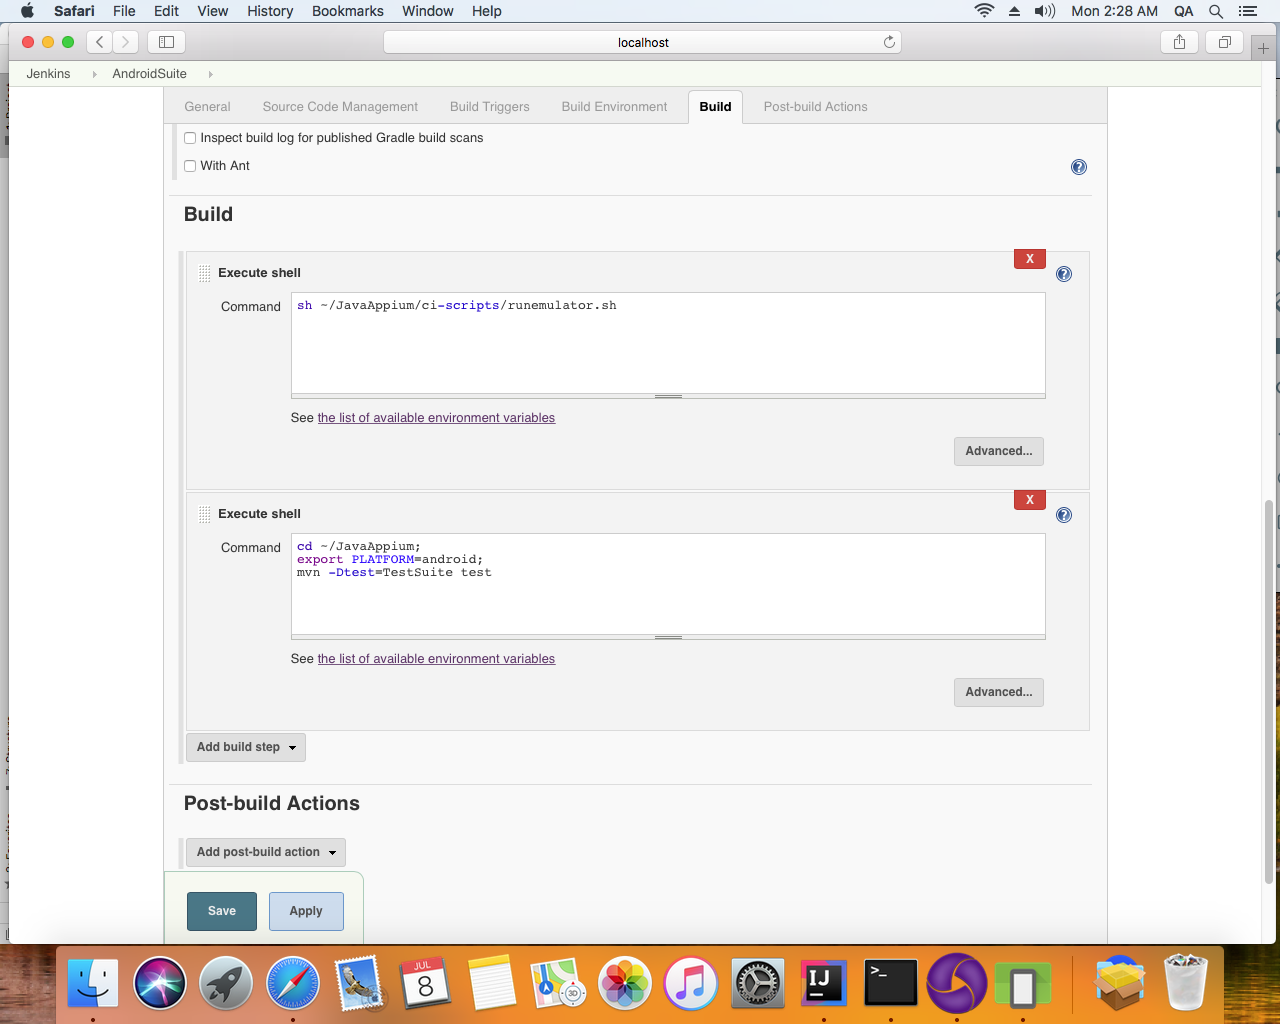 Safari File Edit View History Bookmarks Window Help Mon 2:28 AM QA
localhost
Jenkins AndroidSuite
General Source Code Management Build Triggers Build Environment Build Post-build Actions
Inspect build log for published Gradle build scans
With Ant ?
Build
X
Execute shell ?
Command sh ~/JavaAppium/ci-scripts/runemulator.sh
See the list of available environment variables
Advanced...
X
Execute shell ?
Command cd ~/JavaAppium;
export PLATFORM=android;
mvn -Dtest=TestSuite test
See the list of available environment variables
Advanced...
Add build step
Post-build Actions
Add post-build action
Save Apply
JUL
8
3D
IJ
>_